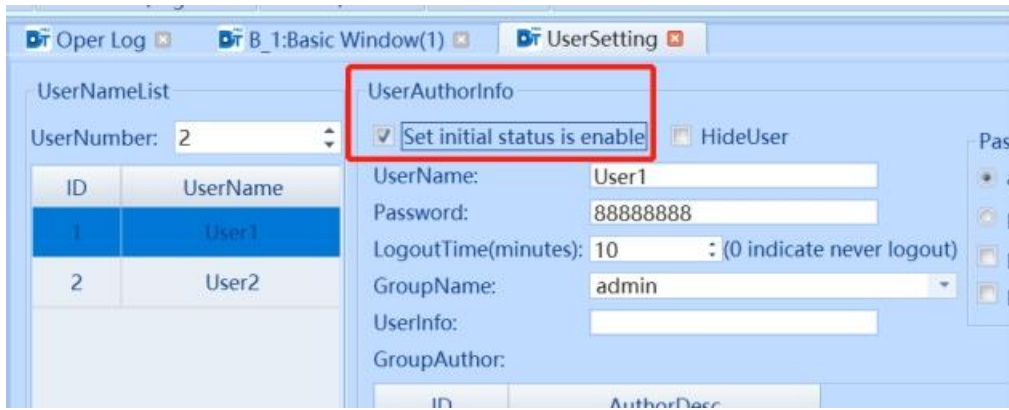 Oper Log B_1:Basic Window(1) UserSetting
UserNameList
UserNumber: 2
ID UserName
1 User1
2 User2
UserAuthorInfo
Set initial status is enable HideUser
UserName: User1
Password: 88888888
LogoutTime(minutes): 10 (0 indicate never logout)
GroupName: admin
UserInfo:
GroupAuthor:
ID AuthorDesc
Pas